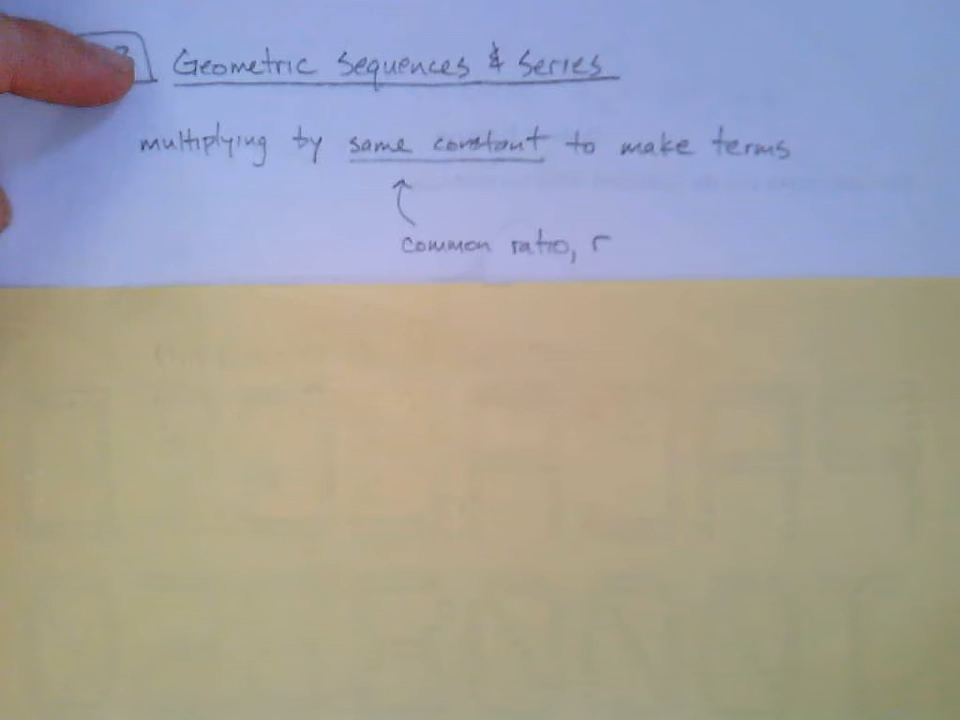 Geometric Sequences & Series
multiplying by same constant to make terms
common ratio, r